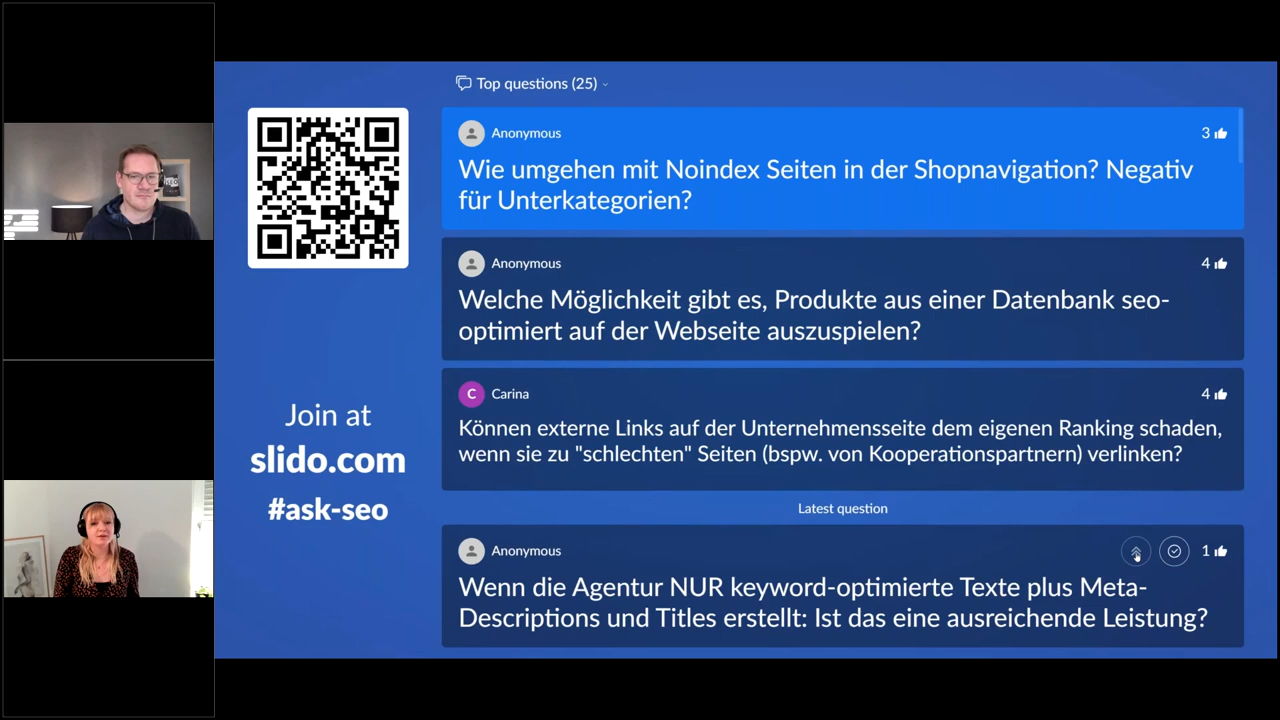 Top questions (25)
Anonymous
3
Wie umgehen mit Noindex Seiten in der Shopnavigation? Negativ
für Unterkategorien?
Anonymous
4
Welche Möglichkeit gibt es, Produkte aus einer Datenbank seo-
optimiert auf der Webseite auszuspielen?
C
Carina
4
Können externe Links auf der Unternehmensseite dem eigenen Ranking schaden,
wenn sie zu "schlechten" Seiten (bspw. von Kooperationspartnern) verlinken?
Join at
slido.com
#ask-seo
Latest question
Anonymous
1
Wenn die Agentur NUR keyword-optimierte Texte plus Meta-
Descriptions und Titles erstellt: Ist das eine ausreichende Leistung?